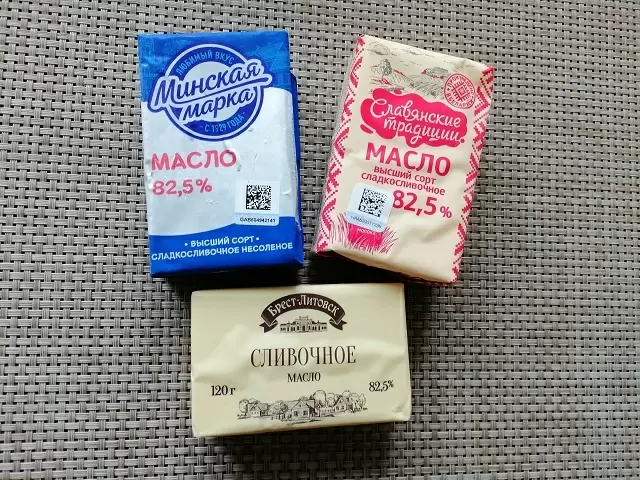 ЛЮБИМЫЙ ВКУС
Минская
марка
С 1929 ГОДА
МАСЛО
82,5%
GAB504942143
• ВЫСШИЙ СОРТ •
СЛАДКОСЛИВОЧНОЕ НЕСОЛЕНОЕ
Славянские
традиции
МАСЛО
ВЫСШИЙ СОРТ
СЛАДКОСЛИВОЧНОЕ
82,5%
БРЕСТ-ЛИТОВСК
СЛИВОЧНОЕ
МАСЛО
120 г
82,5%